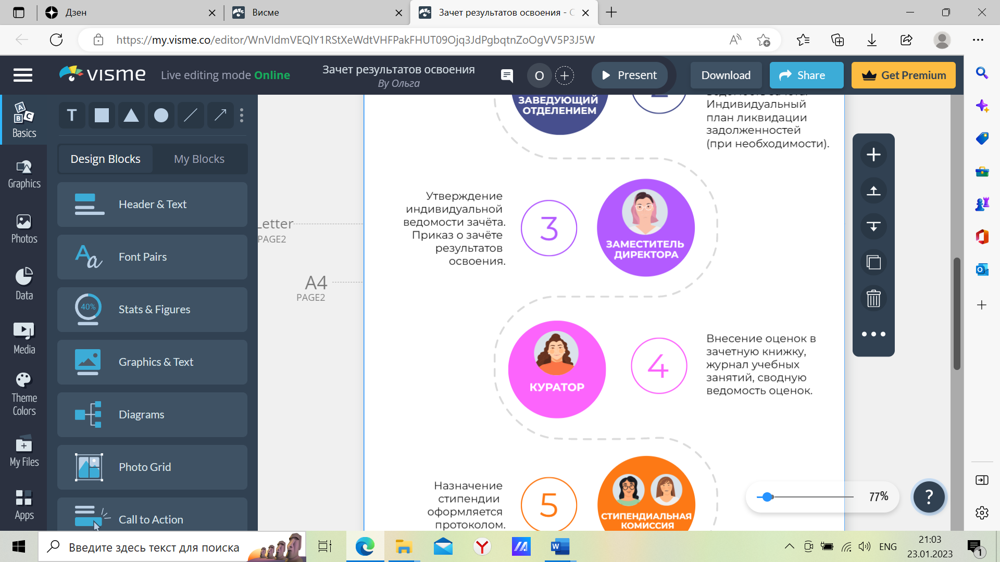 Дзен
Висме
Зачет результатов освоения - С
https://my.visme.co/editor/WnVIdmVEQlY1RStXeWdtVHFPakFHUT09Ojq3JdPgbqtnZoOgVV5P3J5W
visme
Live editing mode Online
Зачет результатов освоения
By Ольга
O
Present
Download
Share
Get Premium
Basics
Graphics
Photos
Data
Media
Theme
Colors
My Files
Apps
T
Design Blocks
My Blocks
Header & Text
Aa
Font Pairs
40%
Stats & Figures
Graphics & Text
Diagrams
Photo Grid
Call to Action
Letter
PAGE2
A4
PAGE2
ЗАВЕДУЮЩИЙ
ОТДЕЛЕНИЕМ
2
Индивидуальный
план ликвидации
задолженностей
(при необходимости).
Утверждение
индивидуальной
ведомости зачёта.
Приказ о зачёте
результатов
освоения.
3
ЗАМЕСТИТЕЛЬ
ДИРЕКТОРА
КУРАТОР
4
Внесение оценок в
зачетную книжку,
журнал учебных
занятий, сводную
ведомость оценок.
Назначение
стипендии
оформляется
протоколом.
5
СТИПЕНДИАЛЬНАЯ
КОМИССИЯ
77%
?
Введите здесь текст для поиска
ENG
21:03
23.01.2023
1